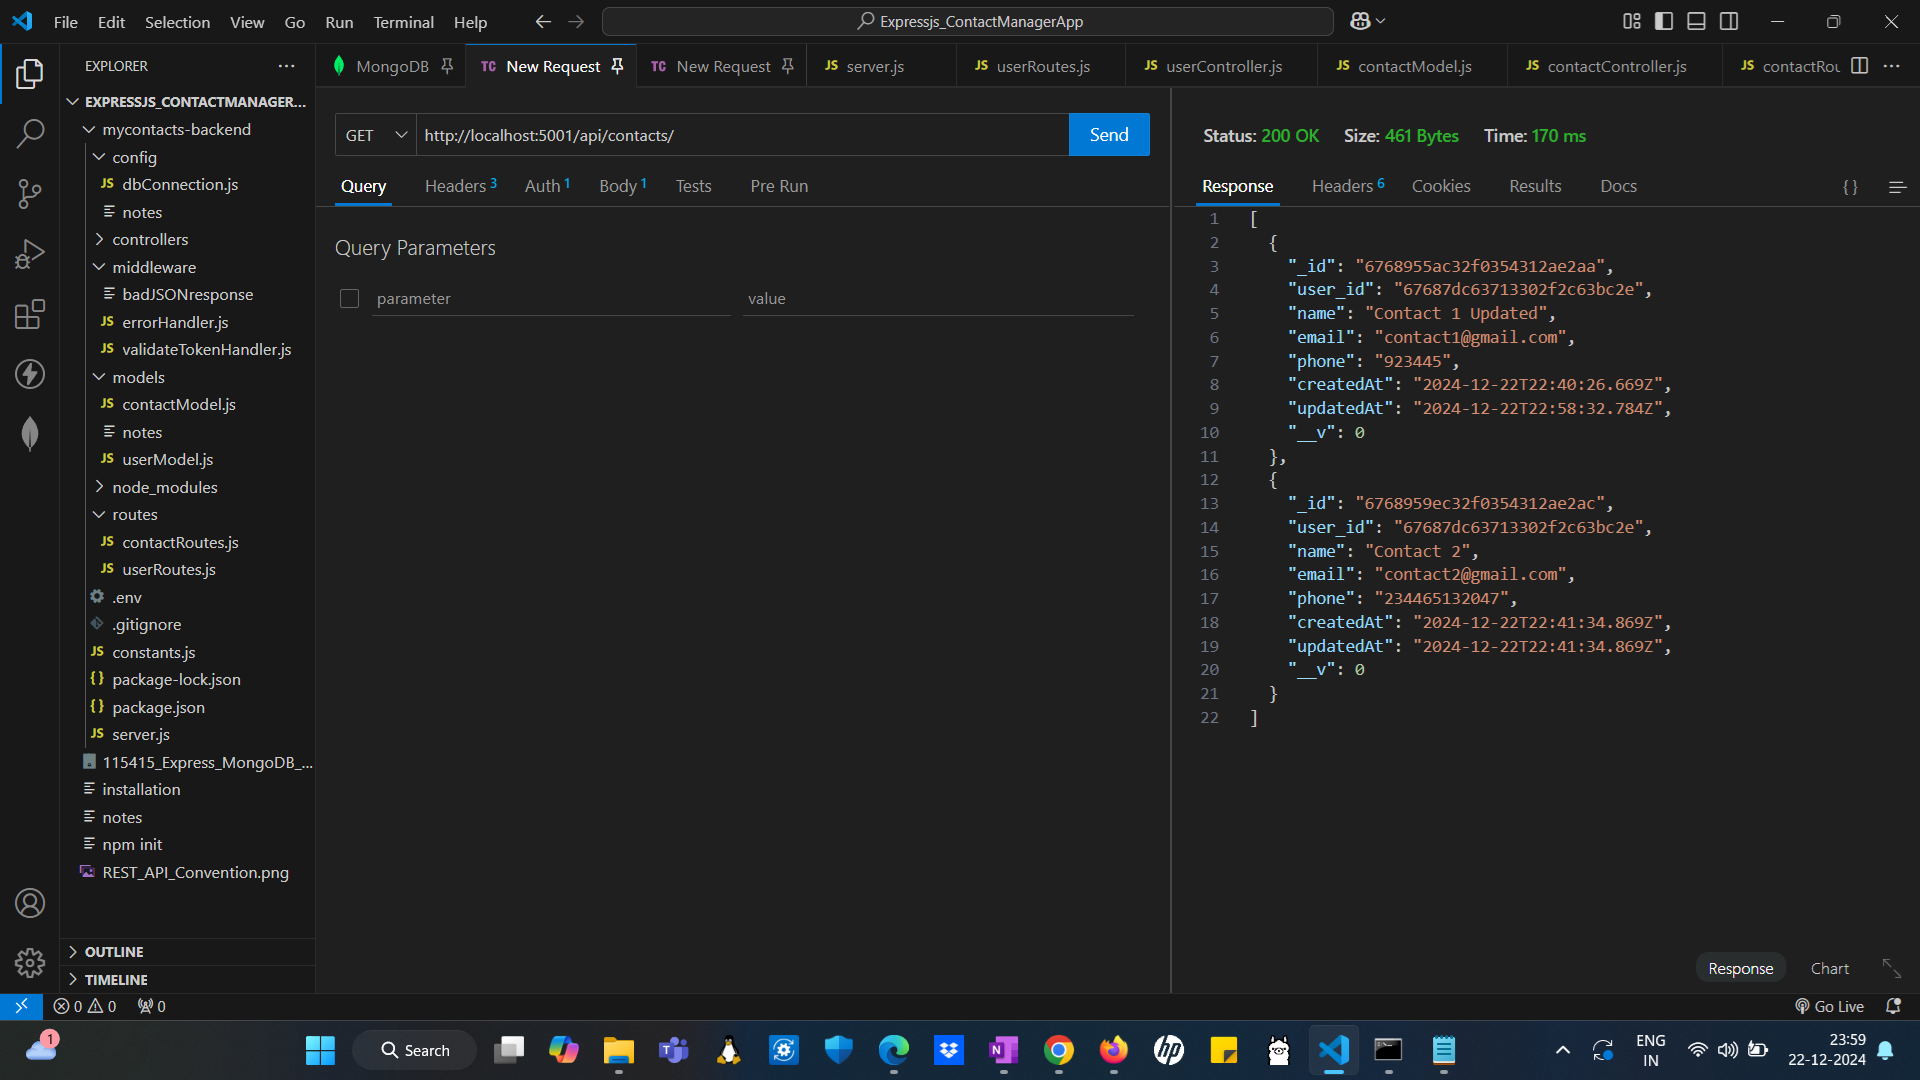 File Edit Selection View Go Run Terminal Help
Expressjs_ContactManagerApp
EXPLORER
EXPRESSJS_CONTACTMANAGER...
mycontacts-backend
config
JS dbConnection.js
notes
controllers
middleware
badJSONresponse
JS errorHandler.js
JS validateTokenHandler.js
models
JS contactModel.js
notes
JS userModel.js
node_modules
routes
JS contactRoutes.js
JS userRoutes.js
.env
.gitignore
JS constants.js
{} package-lock.json
{} package.json
JS server.js
115415_Express_MongoDB_...
installation
notes
npm init
REST_API_Convention.png
OUTLINE
TIMELINE
MongoDB
TC New Request
TC New Request
JS server.js
JS userRoutes.js
JS userController.js
JS contactModel.js
JS contactController.js
JS contactRou
GET http://localhost:5001/api/contacts/ Send
Query Headers 3 Auth 1 Body 1 Tests Pre Run
Query Parameters
parameter value
Status: 200 OK Size: 461 Bytes Time: 170 ms
Response Headers 6 Cookies Results Docs {}
1 [
2 {
3 "_id": "6768955ac32f0354312ae2aa",
4 "user_id": "67687dc63713302f2c63bc2e",
5 "name": "Contact 1 Updated",
6 "email": "contact1@gmail.com",
7 "phone": "923445",
8 "createdAt": "2024-12-22T22:40:26.669Z",
9 "updatedAt": "2024-12-22T22:58:32.784Z",
10 "__v": 0
11 },
12 {
13 "_id": "6768959ec32f0354312ae2ac",
14 "user_id": "67687dc63713302f2c63bc2e",
15 "name": "Contact 2",
16 "email": "contact2@gmail.com",
17 "phone": "234465132047",
18 "createdAt": "2024-12-22T22:41:34.869Z",
19 "updatedAt": "2024-12-22T22:41:34.869Z",
20 "__v": 0
21 }
22 ]
Response Chart
0 0 0
Go Live
1
Search
ENG
IN
23:59
22-12-2024